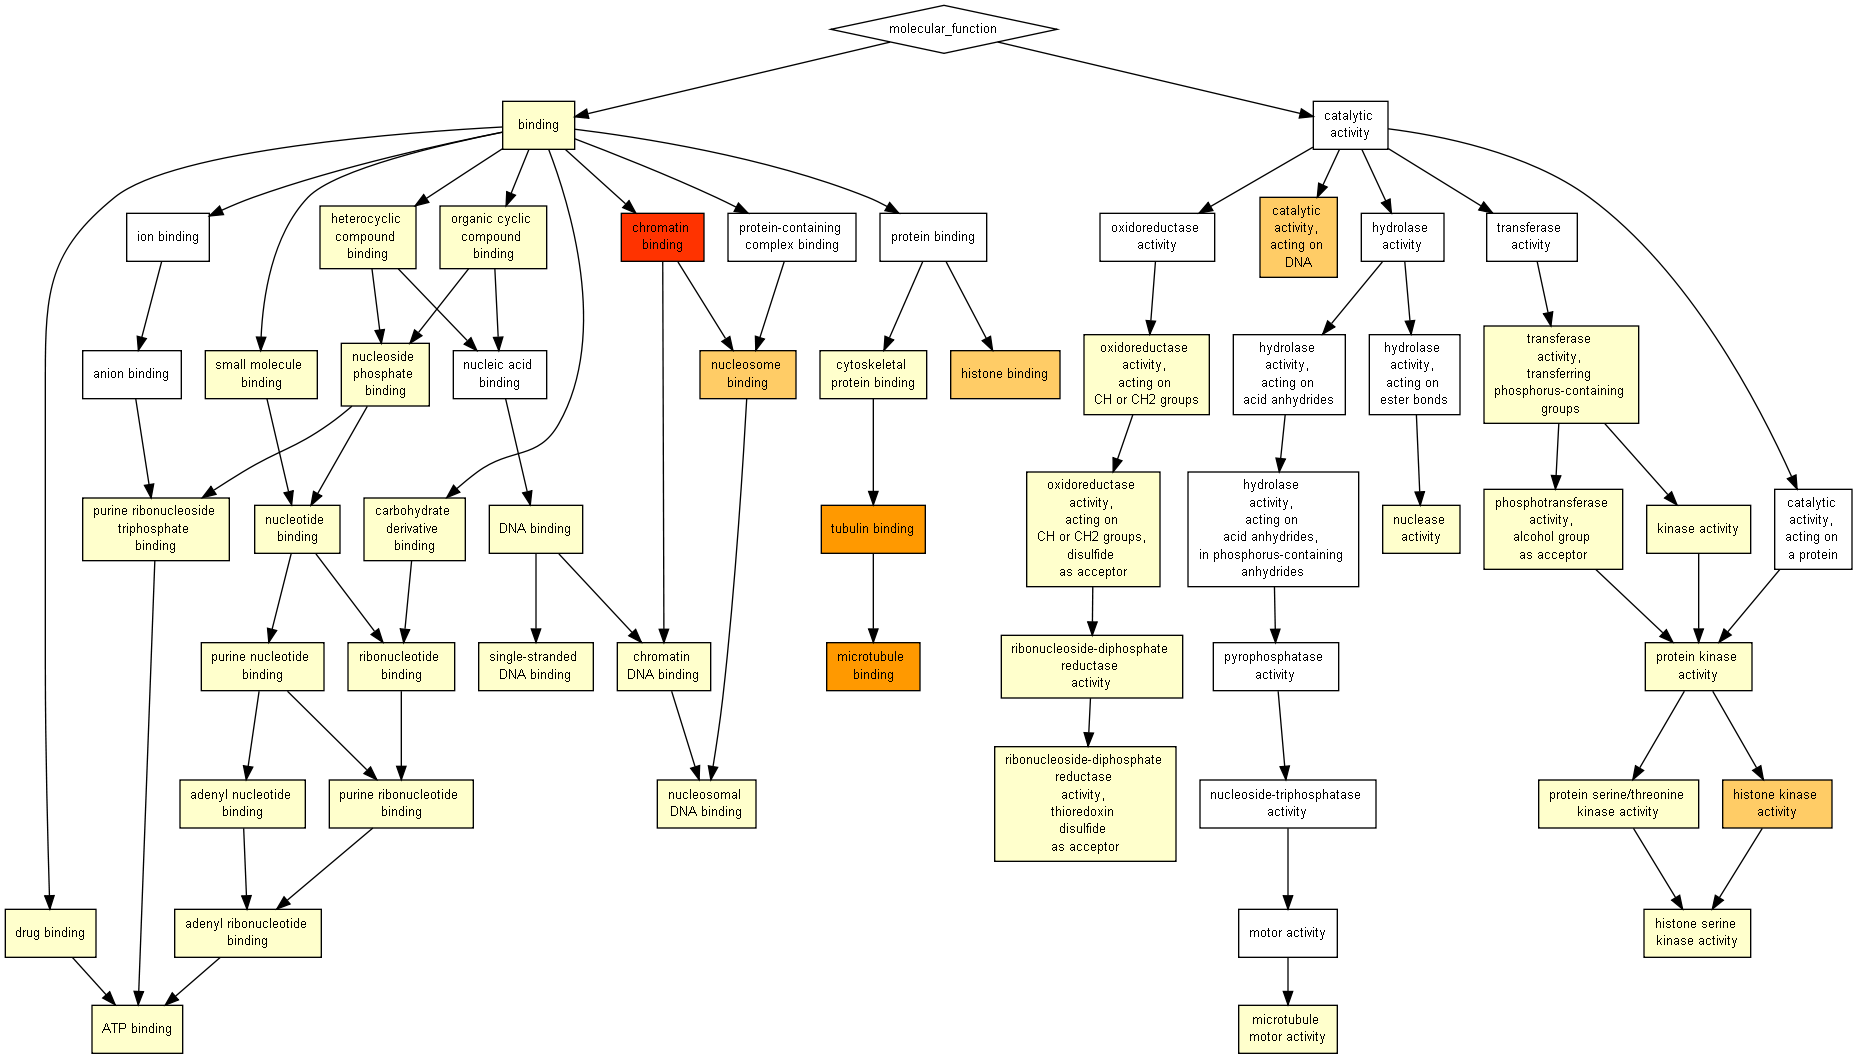 molecular_function
binding
catalytic
activity
ion binding
heterocyclic
compound
binding
organic cyclic
compound
binding
chromatin
binding
protein-containing
complex binding
protein binding
oxidoreductase
activity
catalytic
activity,
acting on
DNA
hydrolase
activity
transferase
activity
anion binding
small molecule
binding
nucleoside
phosphate
binding
nucleic acid
binding
nucleosome
binding
cytoskeletal
protein binding
histone binding
oxidoreductase
activity,
acting on
CH or CH2 groups
hydrolase
activity,
acting on
acid anhydrides
hydrolase
activity,
acting on
ester bonds
transferase
activity,
transferring
phosphorus-containing
groups
purine ribonucleoside
triphosphate
binding
nucleotide
binding
carbohydrate
derivative
binding
DNA binding
tubulin binding
oxidoreductase
activity,
acting on
CH or CH2 groups,
disulfide
as acceptor
hydrolase
activity,
acting on
acid anhydrides,
in phosphorus-containing
anhydrides
nuclease
activity
phosphotransferase
activity,
alcohol group
as acceptor
kinase activity
catalytic
activity,
acting on
a protein
purine nucleotide
binding
ribonucleotide
binding
single-stranded
DNA binding
chromatin
DNA binding
microtubule
binding
ribonucleoside-diphosphate
reductase
activity
pyrophosphatase
activity
protein kinase
activity
adenyl nucleotide
binding
purine ribonucleotide
binding
nucleosomal
DNA binding
ribonucleoside-diphosphate
reductase
activity,
thioredoxin
disulfide
as acceptor
nucleoside-triphosphatase
activity
protein serine/threonine
kinase activity
histone kinase
activity
drug binding
adenyl ribonucleotide
binding
motor activity
histone serine
kinase activity
ATP binding
microtubule
motor activity